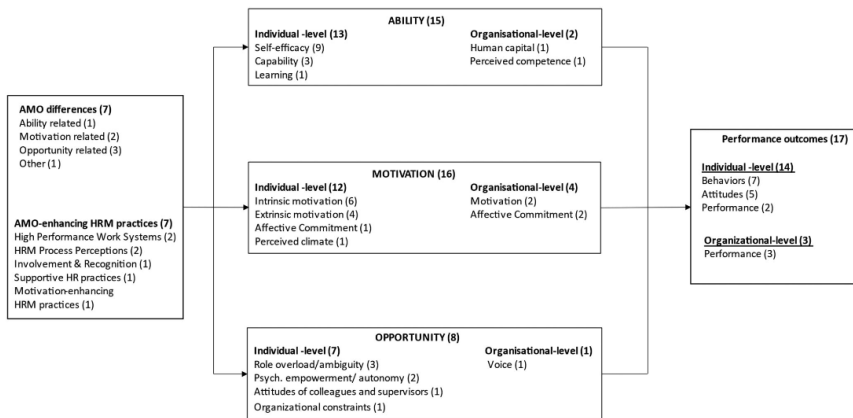 ABILITY (15)
Individual -level (13)
Self-efficacy (9)
Capability (3)
Learning (1)
Organisational-level (2)
Human capital (1)
Perceived competence (1)
AMO differences (7)
Ability related (1)
Motivation related (2)
Opportunity related (3)
Other (1)
AMO-enhancing HRM practices (7)
High Performance Work Systems (2)
HRM Process Perceptions (2)
Involvement & Recognition (1)
Supportive HR practices (1)
Motivation-enhancing
HRM practices (1)
MOTIVATION (16)
Individual -level (12)
Intrinsic motivation (6)
Extrinsic motivation (4)
Affective Commitment (1)
Perceived climate (1)
Organisational-level (4)
Motivation (2)
Affective Commitment (2)
OPPORTUNITY (8)
Individual -level (7)
Role overload/ambiguity (3)
Psych. empowerment/ autonomy (2)
Attitudes of colleagues and supervisors (1)
Organizational constraints (1)
Organisational-level (1)
Voice (1)
Performance outcomes (17)
Individual -level (14)
Behaviors (7)
Attitudes (5)
Performance (2)
Organizational-level (3)
Performance (3)